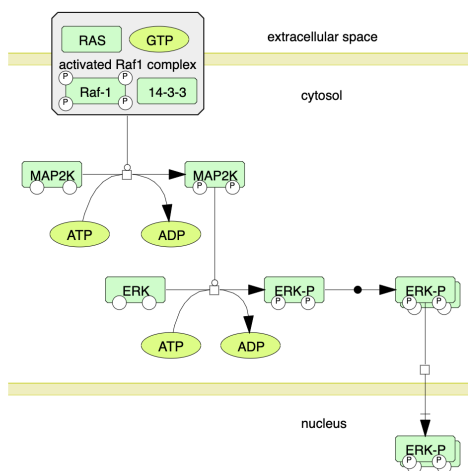 RAS GTP
extracellular space
activated Raf1 complex
P P
Raf-1 14-3-3
P P
cytosol
MAP2K MAP2K
P P
ATP ADP
ERK ERK-P ERK-P
P P P P
ATP ADP
nucleus
ERK-P
P P